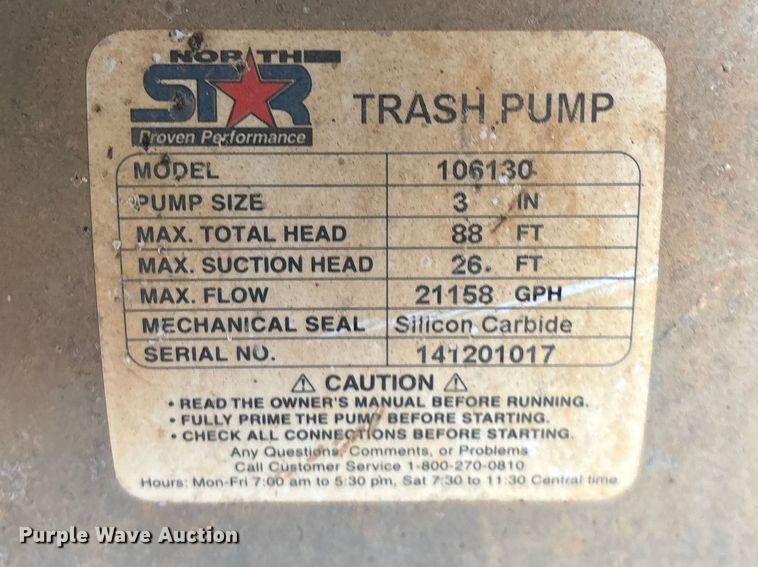 NORTH
STAR
Proven Performance
TRASH PUMP
MODEL 106130
PUMP SIZE 3 IN
MAX. TOTAL HEAD 88 FT
MAX. SUCTION HEAD 26 FT
MAX. FLOW 21158 GPH
MECHANICAL SEAL Silicon Carbide
SERIAL NO. 141201017
⚠ CAUTION ⚠
• READ THE OWNER'S MANUAL BEFORE RUNNING.
• FULLY PRIME THE PUMP BEFORE STARTING.
• CHECK ALL CONNECTIONS BEFORE STARTING.
Any Questions, Comments, or Problems
Call Customer Service 1-800-270-0810
Hours: Mon-Fri 7:00 am to 5:30 pm, Sat 7:30 to 11:30 Central time
Purple Wave Auction